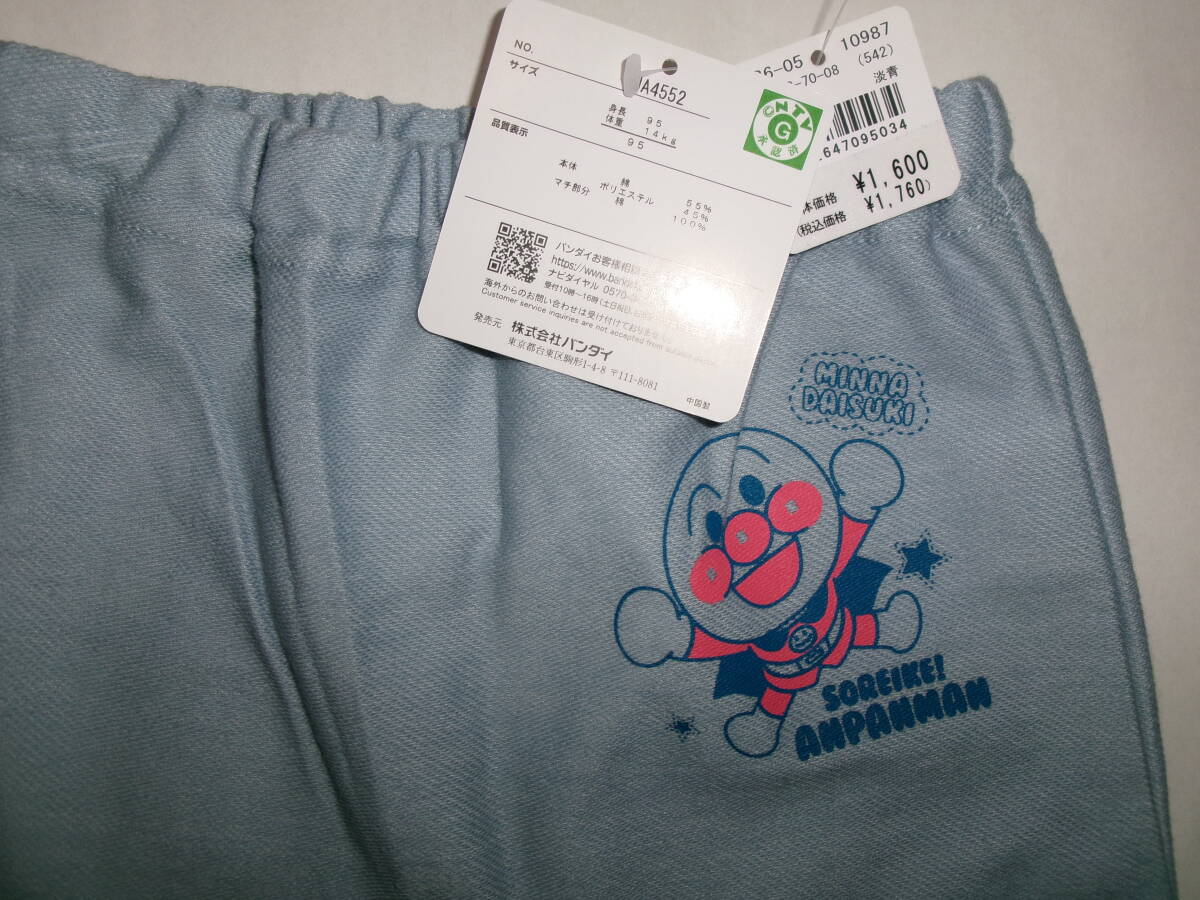 NO.
A4552
サイズ
身長 95
体重 14kg
95
品質表示
本体 綿 55%
ポリエステル 45%
マチ部分 綿 100%
バンダイお客様相談
https://www.ban
ナビダイヤル 0570-
受付10時〜16時(土日祝日
海外からのお問い合わせは受け付けておりません
Customer service inquiries are not accepted from
発売元 株式会社バンダイ
東京都台東区駒形1-4-8 〒111-8081
中国製
©NTV
G
承認済
6-05 10987
-70-08 (542)
淡青
647095034
体価格 ¥1,600
(税込価格 ¥1,760)
MINNA
DAISUKI
SOREIKE!
ANPANMAN